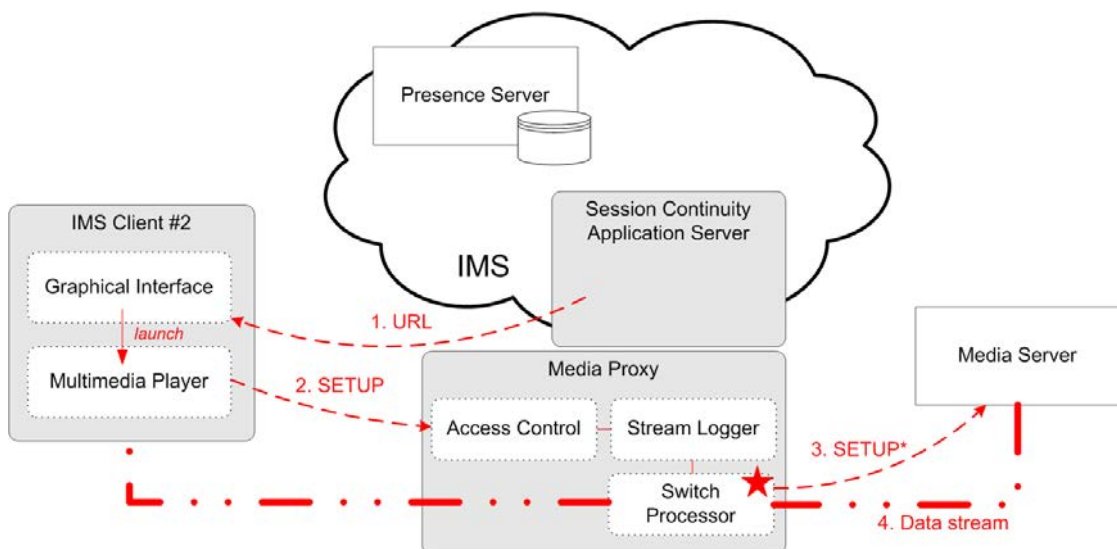 Presence Server
IMS
Session Continuity
Application Server
IMS Client #2
Graphical Interface
launch
Multimedia Player
1. URL
2. SETUP
Media Proxy
Access Control
Stream Logger
Switch
Processor
3. SETUP*
Media Server
4. Data stream